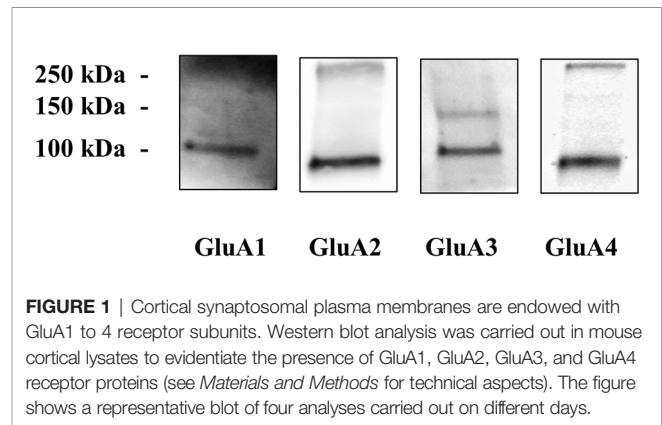 250 kDa -
150 kDa -
100 kDa -
GluA1 GluA2 GluA3 GluA4
FIGURE 1 | Cortical synaptosomal plasma membranes are endowed with
GluA1 to 4 receptor subunits. Western blot analysis was carried out in mouse
cortical lysates to evidentiate the presence of GluA1, GluA2, GluA3, and GluA4
receptor proteins (see Materials and Methods for technical aspects). The figure
shows a representative blot of four analyses carried out on different days.